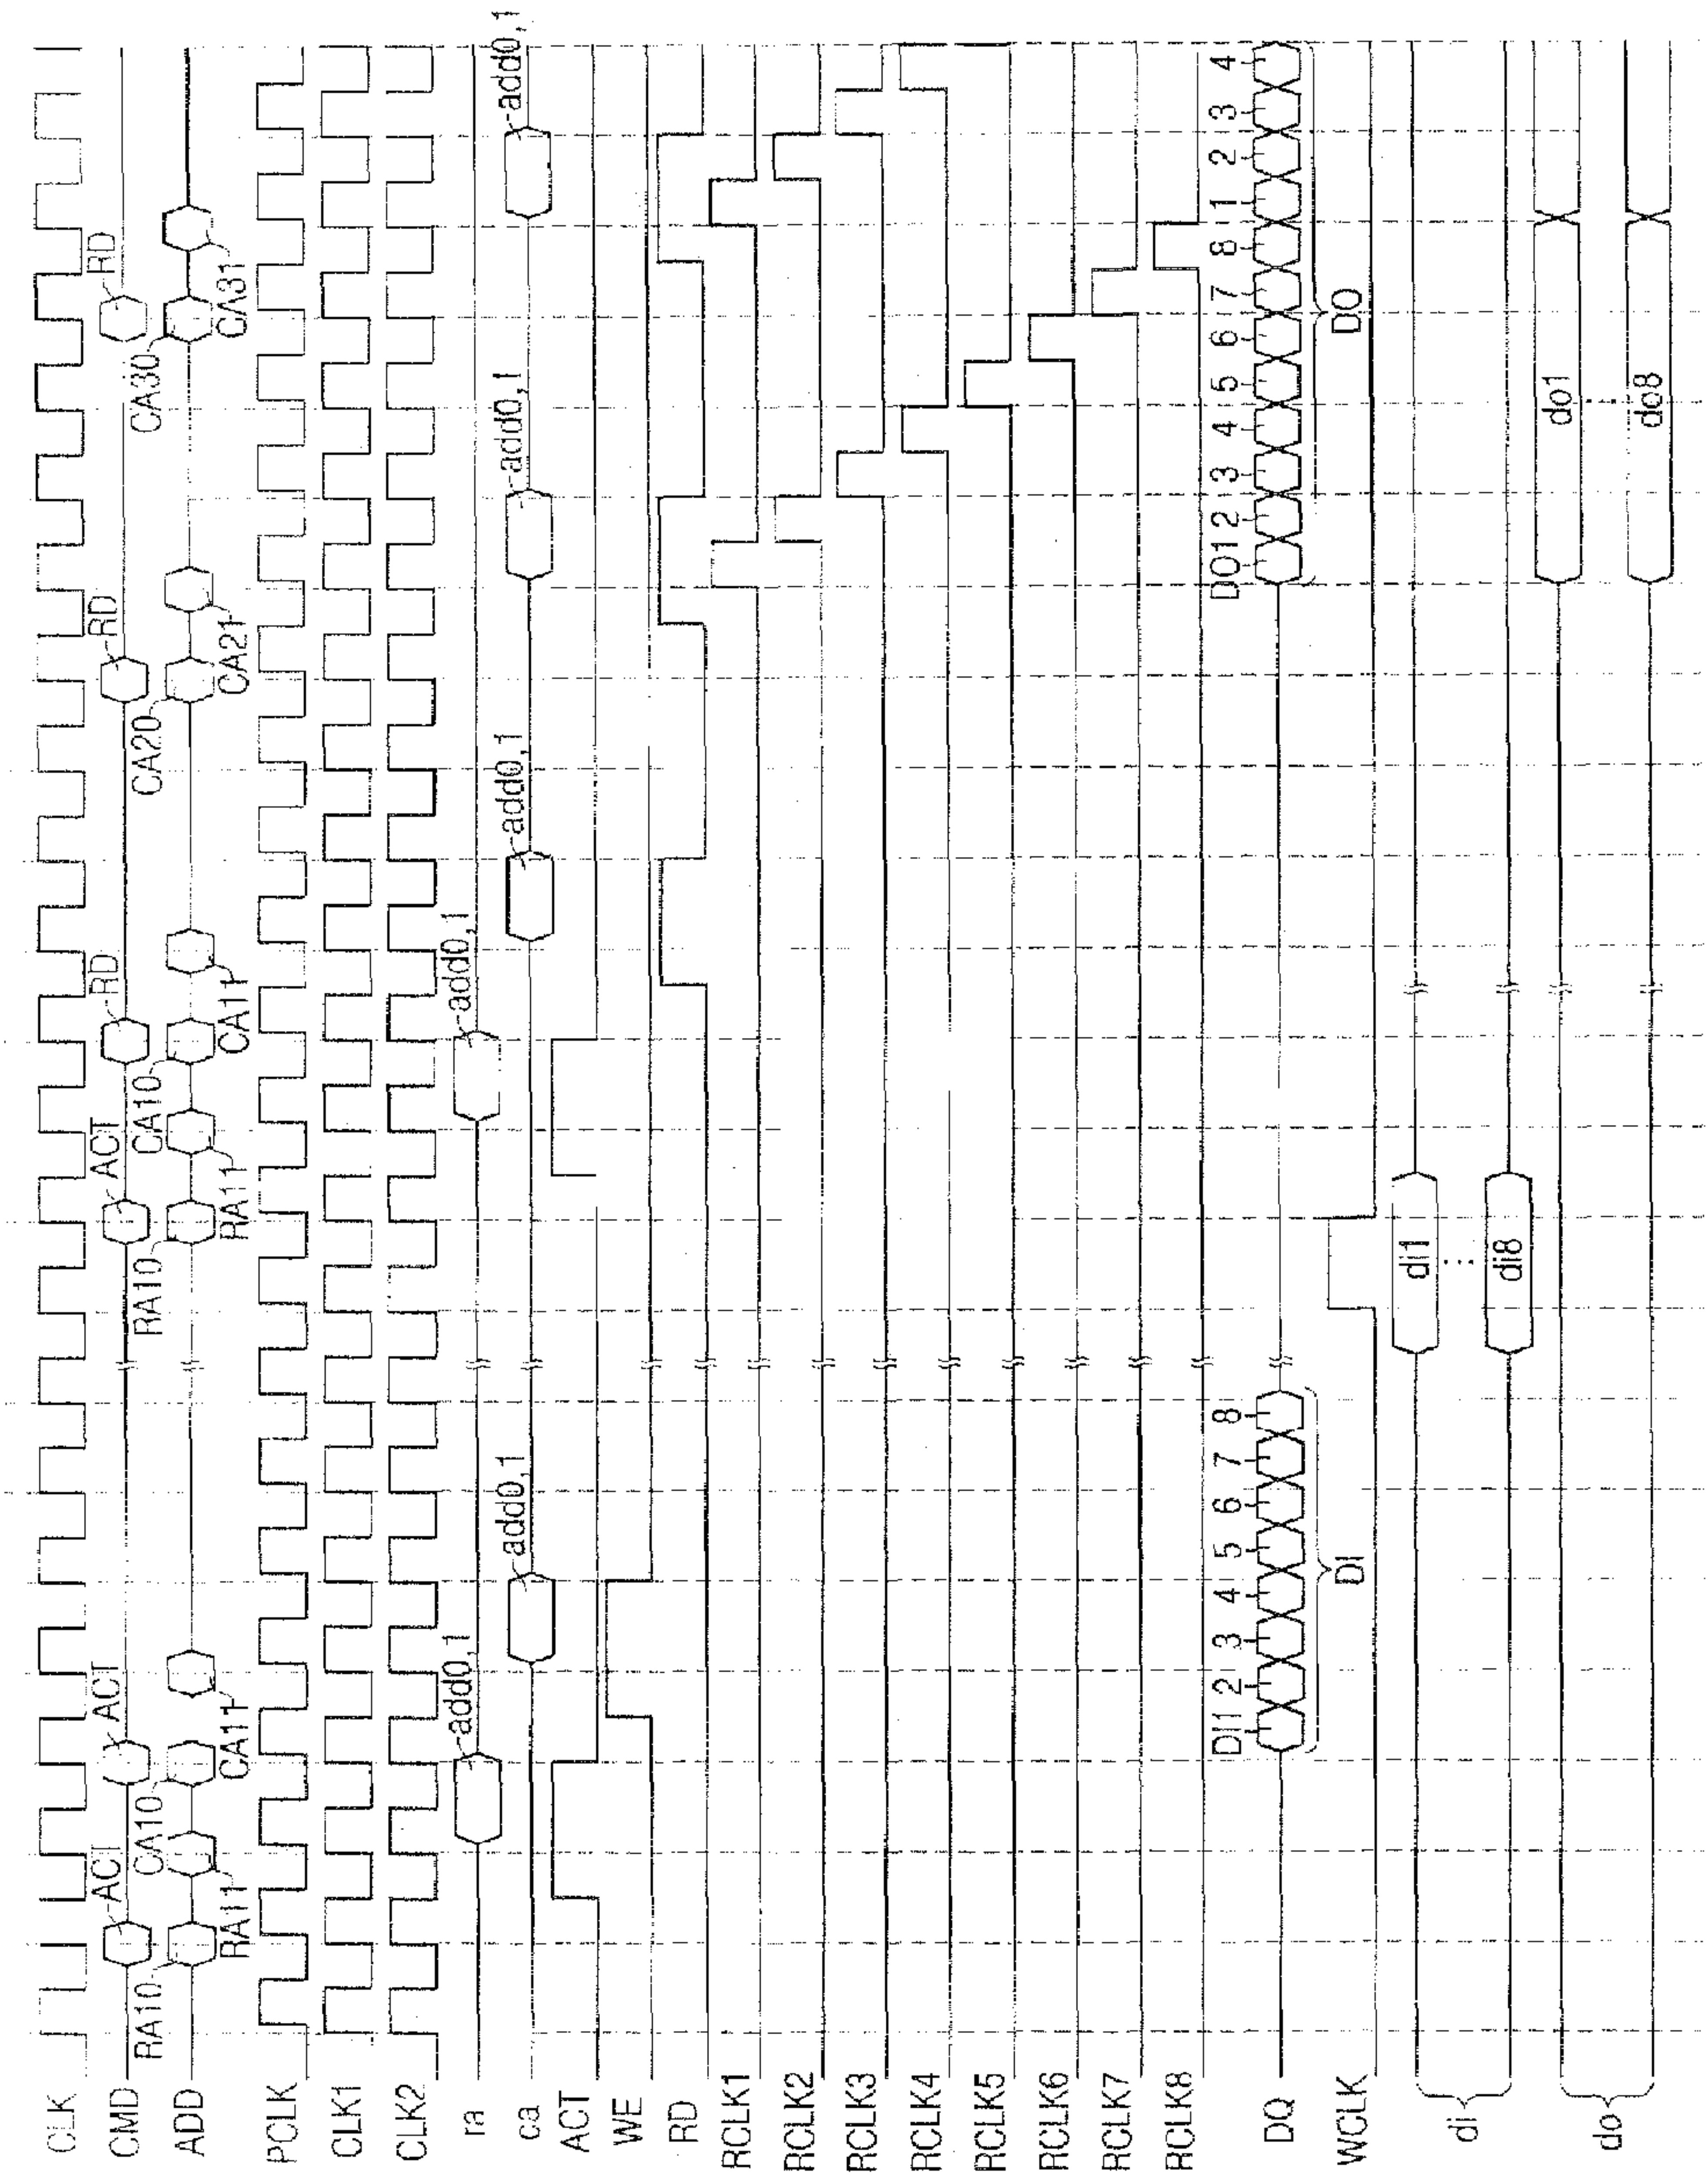 CLK
CMD
ACT ACT ACT RD RD RD
ADD
RA10 CA10 RA10 CA10 CA20 CA30
RA11 CA11 RA11 CA11 CA21 CA31
PCLK
CLK1
CLK2
ra
add0,1 add0,1
ca
add0,1 add0,1 add0,1 add0,1
ACT
WE
RD
RCLK1
RCLK2
RCLK3
RCLK4
RCLK5
RCLK6
RCLK7
RCLK8
DQ
DI1 2 3 4 5 6 7 8 DO1 2 3 4 5 6 7 8 1 2 3 4
DI DO
WCLK
di
di1
di8
do
do1
do8